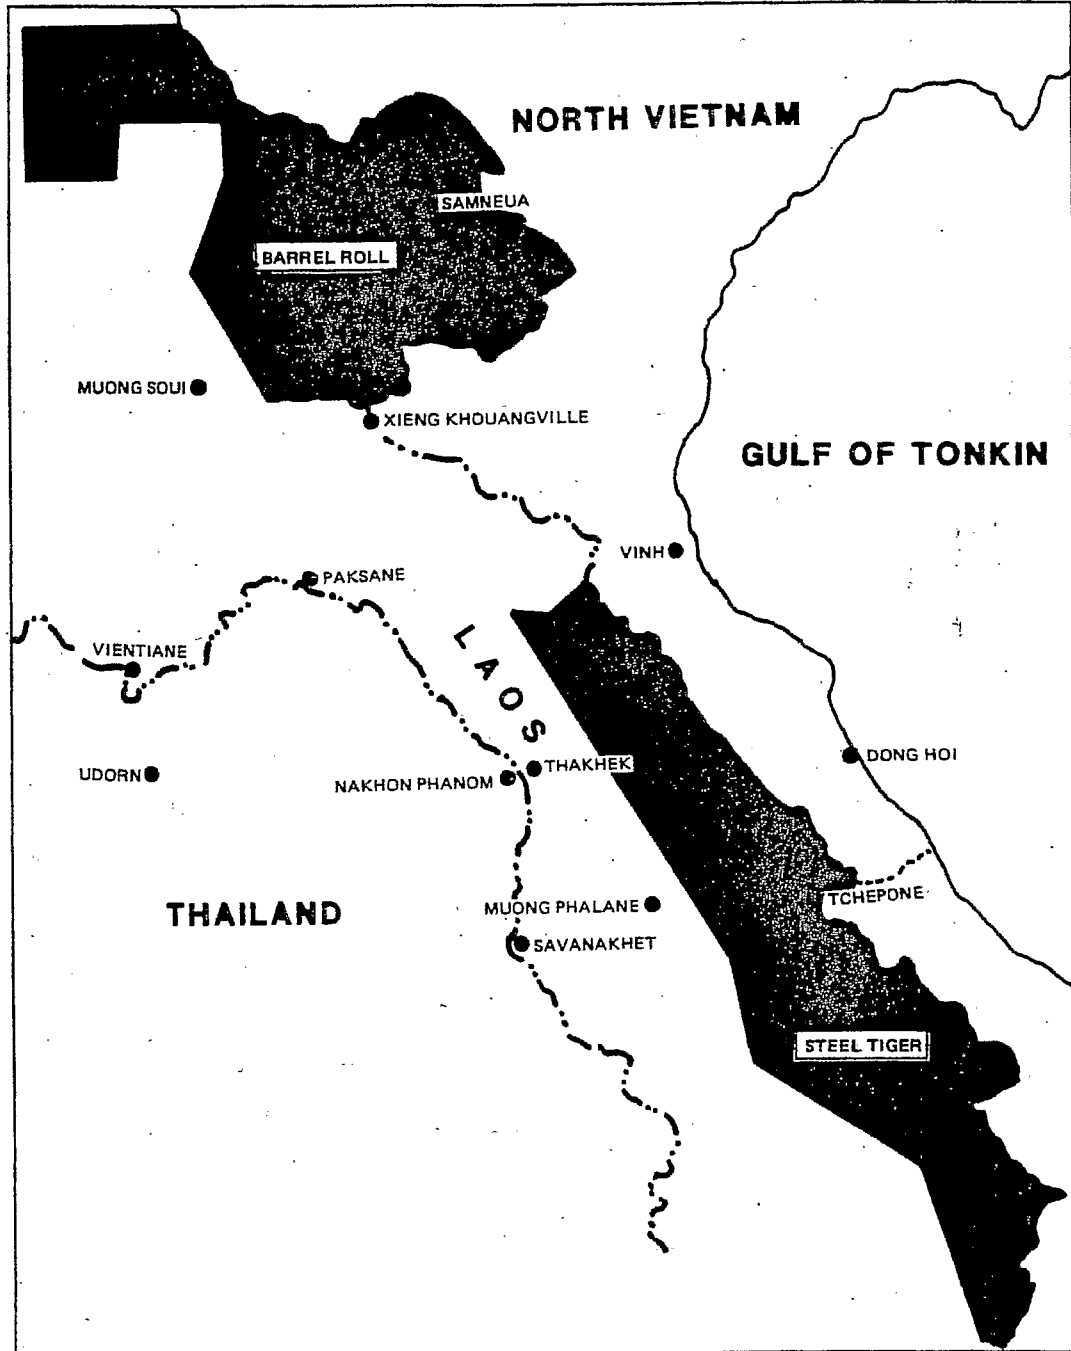 NORTH VIETNAM
SAMNEUA
BARREL ROLL
MUONG SOUI
XIENG KHOUANGVILLE
GULF OF TONKIN
VINH
PAKSANE
LAOS
VIENTIANE
DONG HOI
THAKHEK
UDORN
NAKHON PHANOM
TCHEPONE
MUONG PHALANE
THAILAND
SAVANAKHET
STEEL TIGER